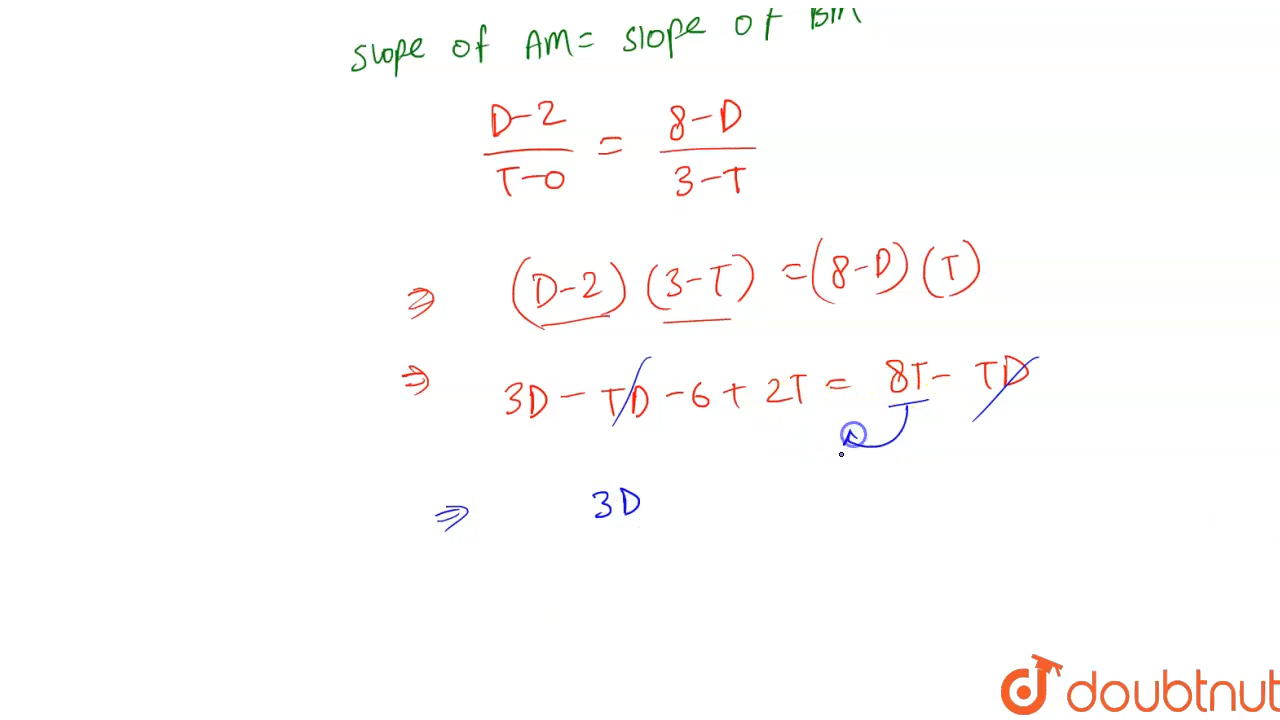 slope of AM = slope of BM
D-2 / T-0 = 8-D / 3-T
⇒ (D-2) (3-T) = (8-D) (T)
⇒ 3D - TD - 6 + 2T = 8T - TD
⇒ 3D
doubtnut